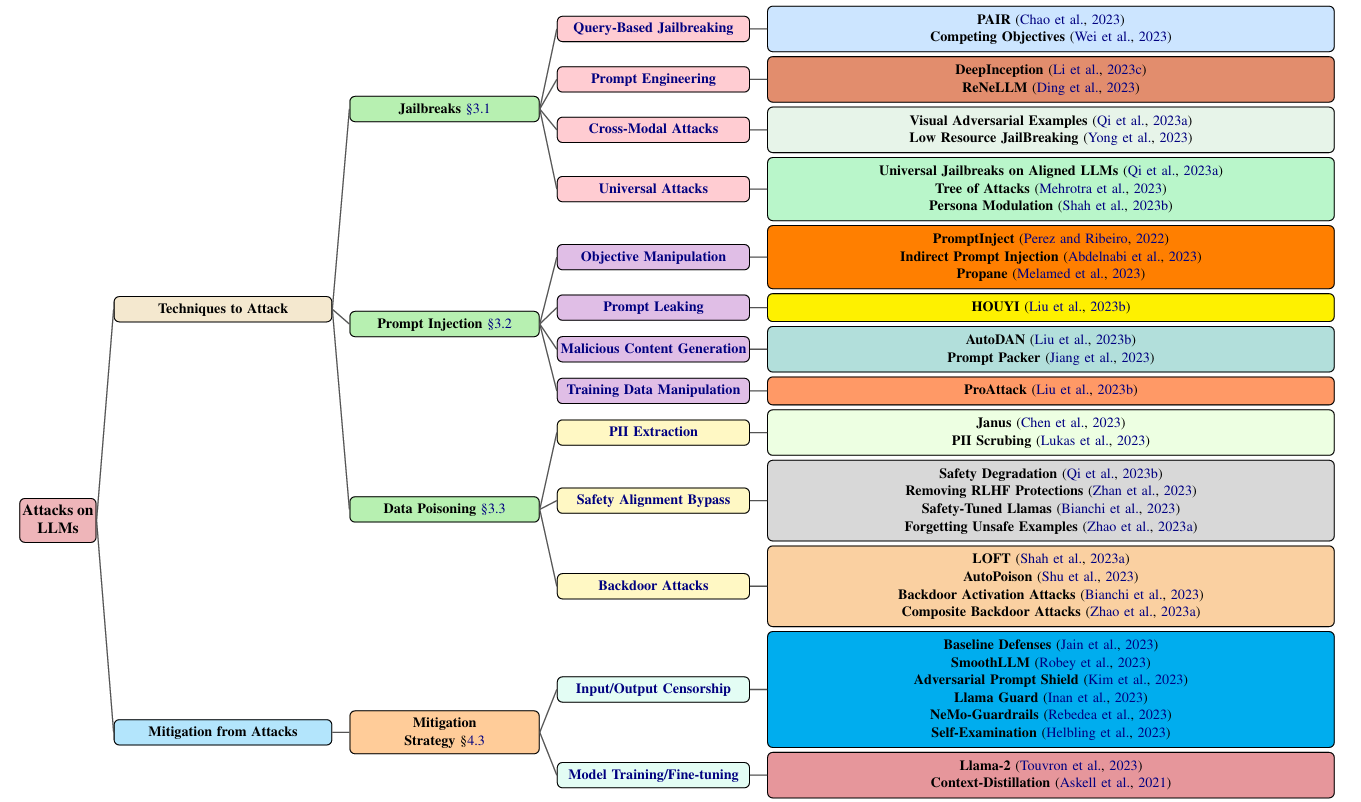 Attacks on
LLMs
Techniques to Attack
Jailbreaks §3.1
Query-Based Jailbreaking
PAIR (Chao et al., 2023)
Competing Objectives (Wei et al., 2023)
Prompt Engineering
DeepInception (Li et al., 2023c)
ReNeLLM (Ding et al., 2023)
Cross-Modal Attacks
Visual Adversarial Examples (Qi et al., 2023a)
Low Resource JailBreaking (Yong et al., 2023)
Universal Attacks
Universal Jailbreaks on Aligned LLMs (Qi et al., 2023a)
Tree of Attacks (Mehrotra et al., 2023)
Persona Modulation (Shah et al., 2023b)
Prompt Injection §3.2
Objective Manipulation
PromptInject (Perez and Ribeiro, 2022)
Indirect Prompt Injection (Abdelnabi et al., 2023)
Propane (Melamed et al., 2023)
Prompt Leaking
HOUYI (Liu et al., 2023b)
Malicious Content Generation
AutoDAN (Liu et al., 2023b)
Prompt Packer (Jiang et al., 2023)
Training Data Manipulation
ProAttack (Liu et al., 2023b)
Data Poisoning §3.3
PII Extraction
Janus (Chen et al., 2023)
PII Scrubing (Lukas et al., 2023)
Safety Alignment Bypass
Safety Degradation (Qi et al., 2023b)
Removing RLHF Protections (Zhan et al., 2023)
Safety-Tuned Llamas (Bianchi et al., 2023)
Forgetting Unsafe Examples (Zhao et al., 2023a)
Backdoor Attacks
LOFT (Shah et al., 2023a)
AutoPoison (Shu et al., 2023)
Backdoor Activation Attacks (Bianchi et al., 2023)
Composite Backdoor Attacks (Zhao et al., 2023a)
Mitigation from Attacks
Mitigation
Strategy §4.3
Input/Output Censorship
Baseline Defenses (Jain et al., 2023)
SmoothLLM (Robey et al., 2023)
Adversarial Prompt Shield (Kim et al., 2023)
Llama Guard (Inan et al., 2023)
NeMo-Guardrails (Rebedea et al., 2023)
Self-Examination (Helbling et al., 2023)
Model Training/Fine-tuning
Llama-2 (Touvron et al., 2023)
Context-Distillation (Askell et al., 2021)